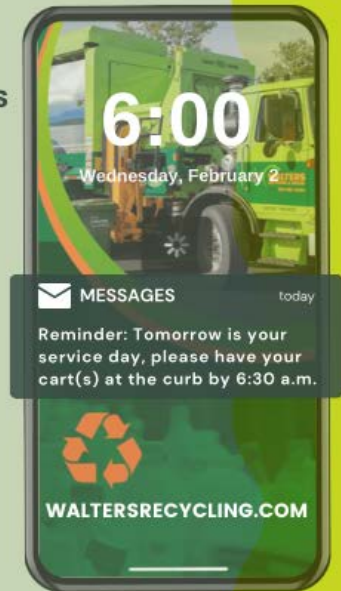 s
6:00
Wednesday, February 2
WALTERS
MESSAGES today
Reminder: Tomorrow is your
service day, please have your
cart(s) at the curb by 6:30 a.m.
WALTERSRECYCLING.COM